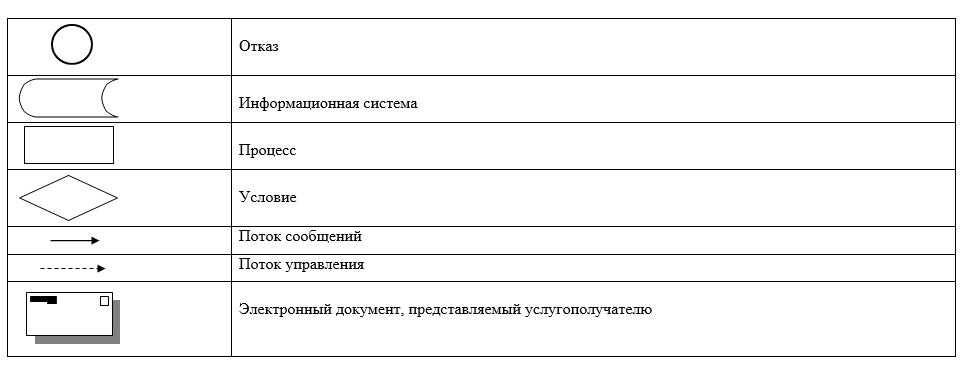 Отказ
Информационная система
Процесс
Условие
Поток сообщений
Поток управления
Электронный документ, представляемый услугополучателю